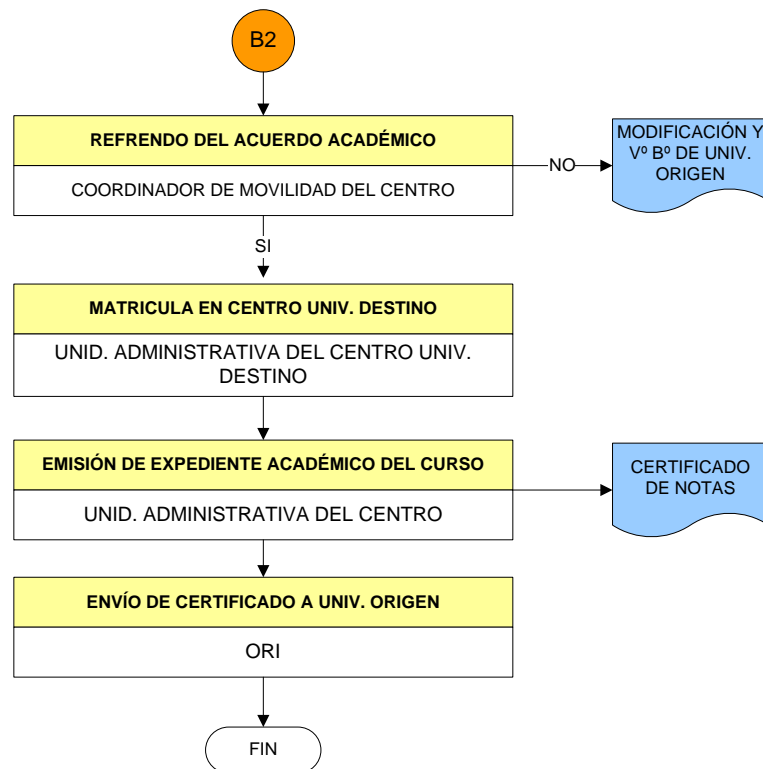 B2
REFRENDO DEL ACUERDO ACADÉMICO
COORDINADOR DE MOVILIDAD DEL CENTRO
NO
MODIFICACIÓN Y
Vº Bº DE UNIV.
ORIGEN
SI
MATRICULA EN CENTRO UNIV. DESTINO
UNID. ADMINISTRATIVA DEL CENTRO UNIV.
DESTINO
EMISIÓN DE EXPEDIENTE ACADÉMICO DEL CURSO
UNID. ADMINISTRATIVA DEL CENTRO
CERTIFICADO
DE NOTAS
ENVÍO DE CERTIFICADO A UNIV. ORIGEN
ORI
FIN